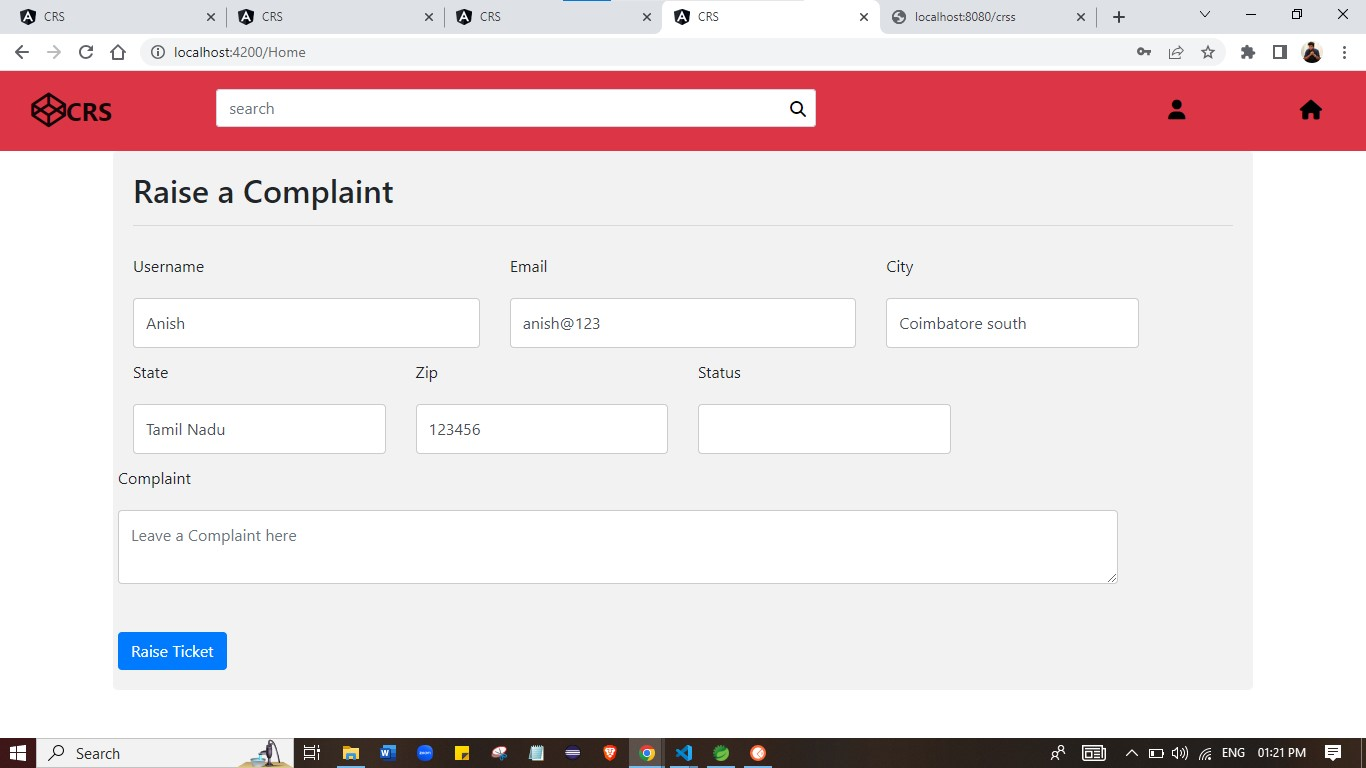 CRS CRS CRS CRS localhost:8080/crss
localhost:4200/Home
CRS search
Raise a Complaint
Username Email City
Anish anish@123 Coimbatore south
State Zip Status
Tamil Nadu 123456
Complaint
Leave a Complaint here
Raise Ticket
Search ENG 01:21 PM